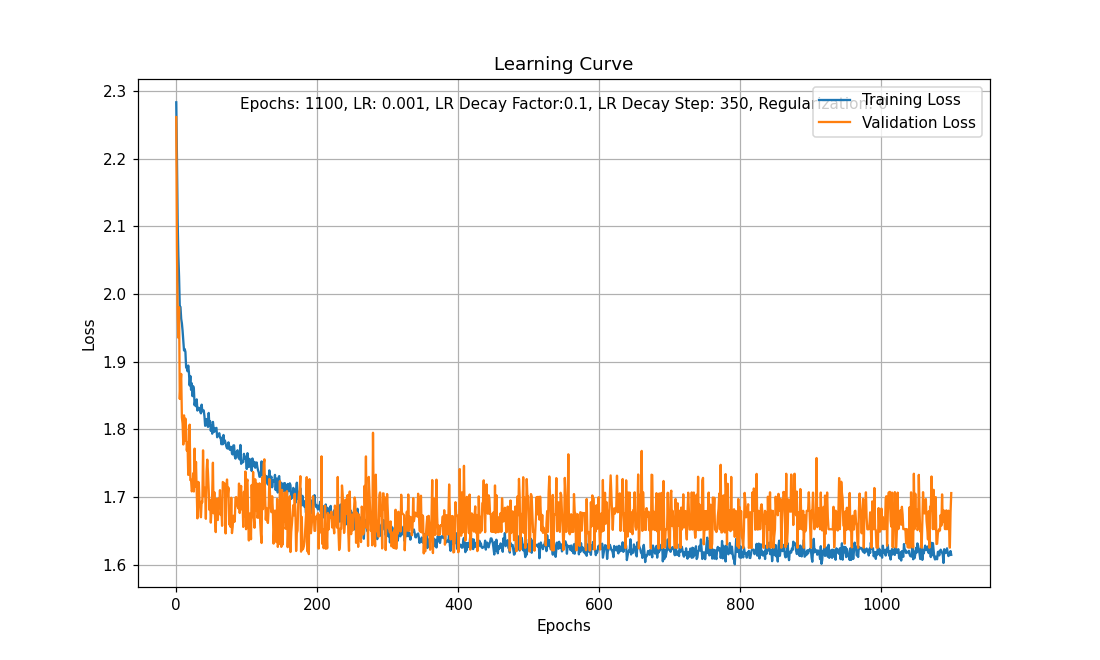 Learning Curve
Epochs: 1100, LR: 0.001, LR Decay Factor:0.1, LR Decay Step: 350, Regularization: 0
Training Loss
Validation Loss
2.3
2.2
2.1
2.0
1.9
1.8
1.7
1.6
Loss
0 200 400 600 800 1000
Epochs